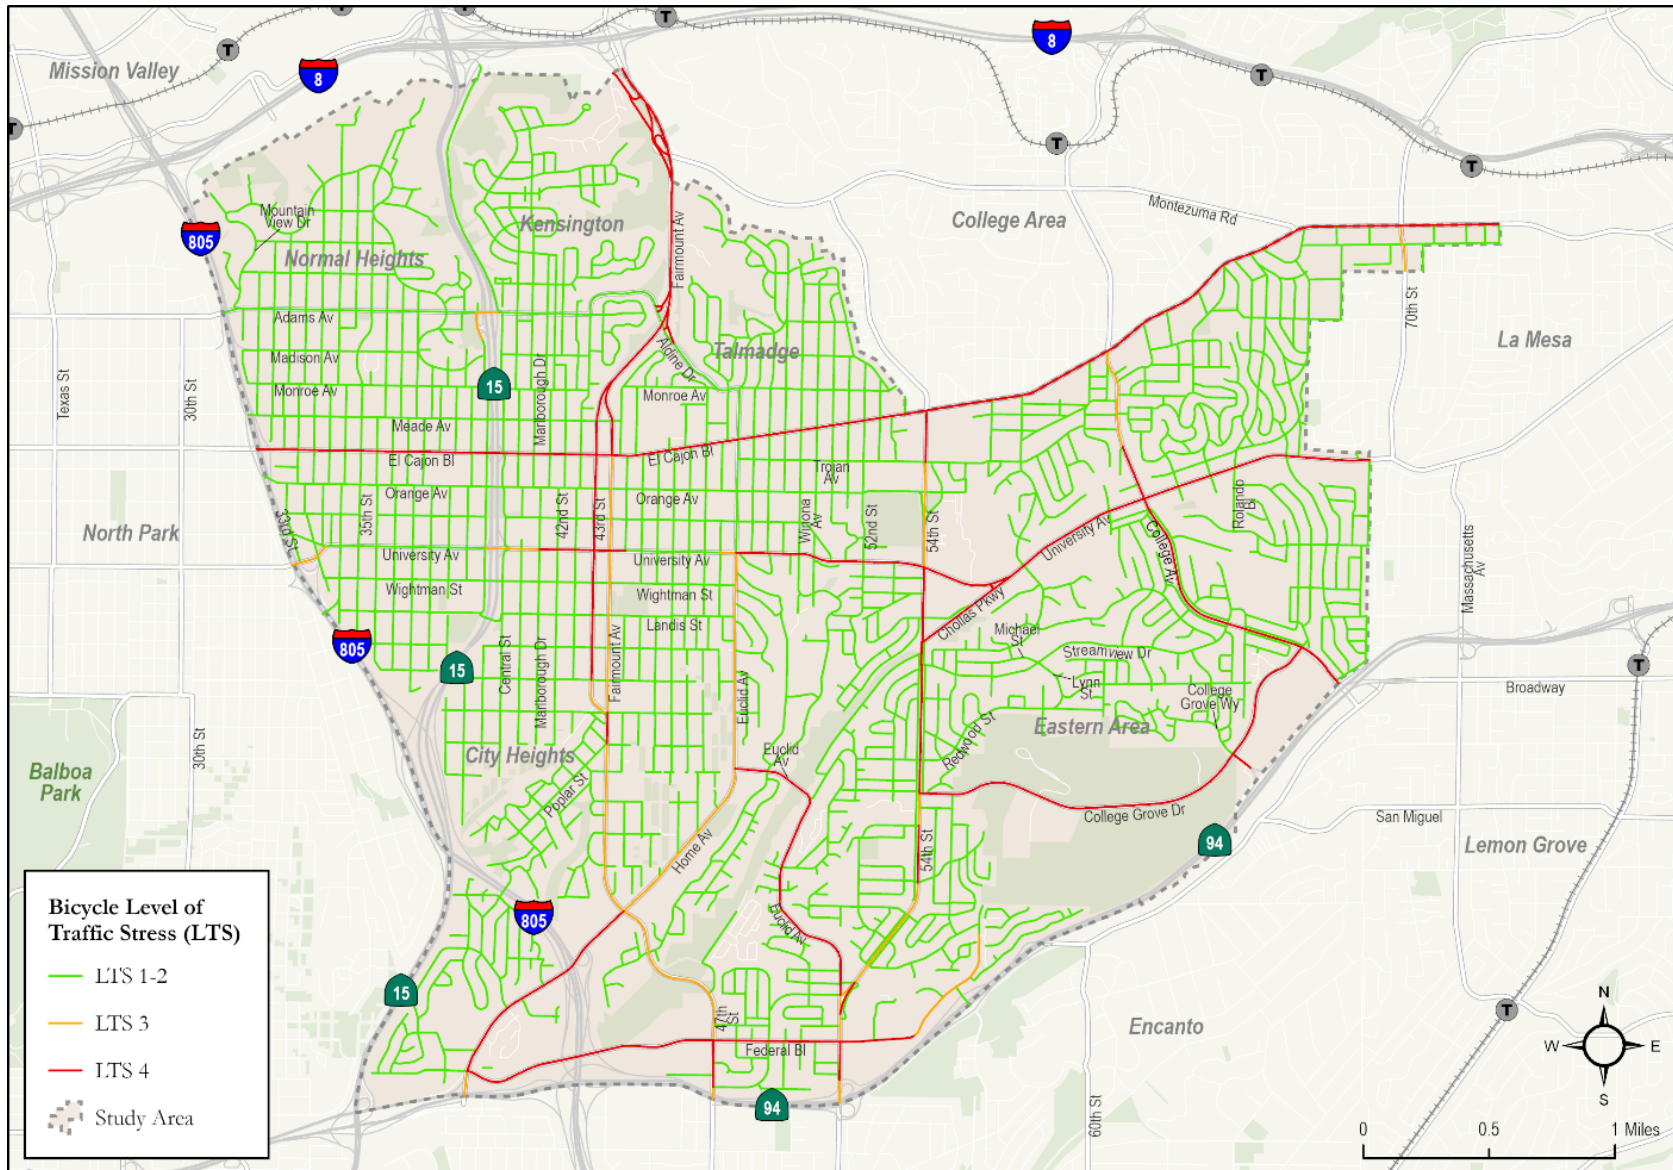 T
T
T
8
8
T
Mission Valley
T
T
T
T
College Area
Montezuma Rd
Mountain
View Dr
Kensington
805
Normal Heights
Fairmount Av
70th St
La Mesa
Adams Av
Talmadge
Aldine Dr
Madison Av
Texas St
30th St
Monroe Av
15
Marlborough Dr
Monroe Av
Meade Av
El Cajon Bl
El Cajon Bl
Trojan
Av
Orange Av
Orange Av
35th St
42nd St
43rd St
Winona
Av
52nd St
54th St
Rolando
Bl
North Park
33rd St
University Av
University Av
University Av
College Av
Massachusetts
Av
Wightman St
Wightman St
Chollas Pkwy
Landis St
Michael
St
Streamview Dr
805
15
Central St
Marlborough Dr
Fairmount Av
Euclid Av
Lynn
St
College
Grove Wy
T
Broadway
30th St
City Heights
Euclid
Av
Redwood St
Eastern Area
Balboa
Park
Poplar St
College Grove Dr
San Miguel
Home Av
54th St
94
Lemon Grove
805
Euclid Av
15
47th
St
Federal Bl
Encanto
T
94
60th St
Bicycle Level of
Traffic Stress (LTS)
LTS 1-2
LTS 3
LTS 4
Study Area
N
W
E
S
0
0.5
1 Miles